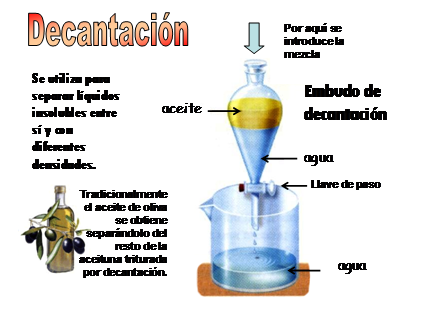 Decantación
Por aquí se
introduce la
mezcla
Se utiliza para
separar líquidos
insolubles entre
sí y con
diferentes
densidades.
aceite
Embudo de
decantación
agua
Llave de paso
Tradicionalmente
el aceite de oliva
se obtiene
separándolo del
resto de la
aceituna triturada
por decantación.
agua